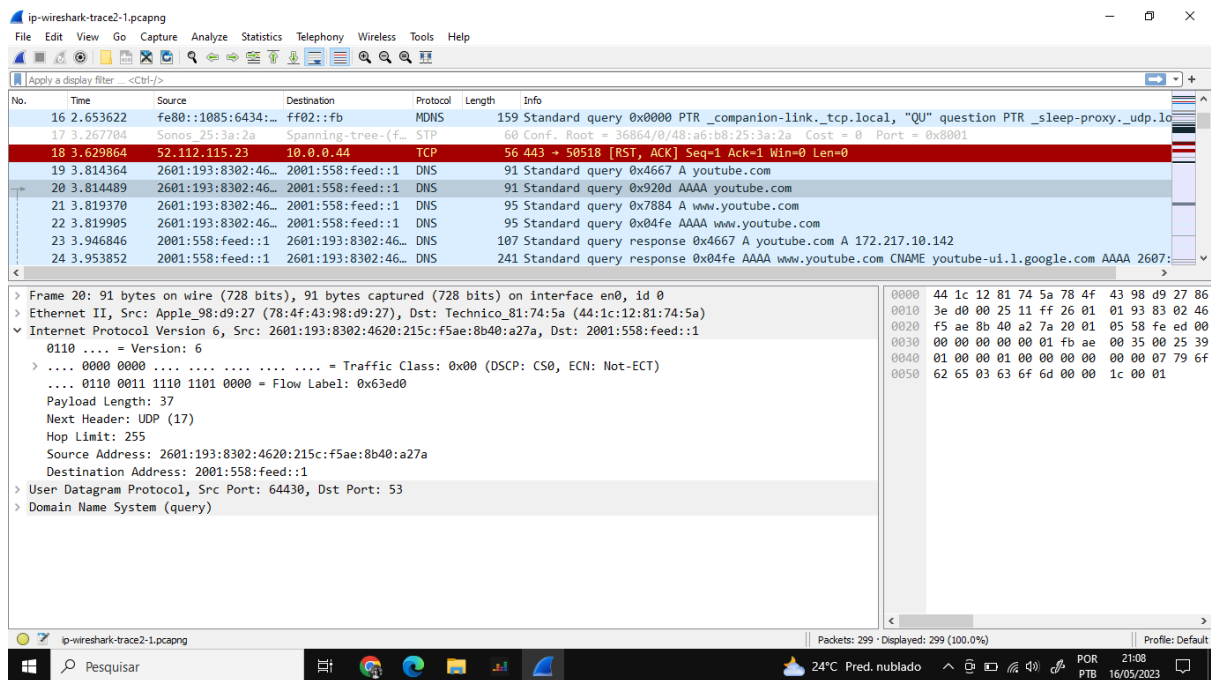 ip-wireshark-trace2-1.pcapng
File Edit View Go Capture Analyze Statistics Telephony Wireless Tools Help
Apply a display filter ... <Ctrl-/>
No. Time Source Destination Protocol Length Info
16 2.653622 fe80::1085:6434:… ff02::fb MDNS 159 Standard query 0x0000 PTR _companion-link._tcp.local, "QU" question PTR _sleep-proxy._udp.lo
17 3.267704 Sonos_25:3a:2a Spanning-tree-(f… STP 60 Conf. Root = 36864/0/48:a6:b8:25:3a:2a Cost = 0 Port = 0x8001
18 3.629864 52.112.115.23 10.0.0.44 TCP 56 443 → 50518 [RST, ACK] Seq=1 Ack=1 Win=0 Len=0
19 3.814364 2601:193:8302:46… 2001:558:feed::1 DNS 91 Standard query 0x4667 A youtube.com
20 3.814489 2601:193:8302:46… 2001:558:feed::1 DNS 91 Standard query 0x920d AAAA youtube.com
21 3.819370 2601:193:8302:46… 2001:558:feed::1 DNS 95 Standard query 0x7884 A www.youtube.com
22 3.819905 2601:193:8302:46… 2001:558:feed::1 DNS 95 Standard query 0x04fe AAAA www.youtube.com
23 3.946846 2001:558:feed::1 2601:193:8302:46… DNS 107 Standard query response 0x4667 A youtube.com A 172.217.10.142
24 3.953852 2001:558:feed::1 2601:193:8302:46… DNS 241 Standard query response 0x04fe AAAA www.youtube.com CNAME youtube-ui.l.google.com AAAA 2607:
Frame 20: 91 bytes on wire (728 bits), 91 bytes captured (728 bits) on interface en0, id 0
Ethernet II, Src: Apple_98:d9:27 (78:4f:43:98:d9:27), Dst: Technico_81:74:5a (44:1c:12:81:74:5a)
Internet Protocol Version 6, Src: 2601:193:8302:4620:215c:f5ae:8b40:a27a, Dst: 2001:558:feed::1
0110 .... = Version: 6
.... 0000 0000 .... .... .... .... .... = Traffic Class: 0x00 (DSCP: CS0, ECN: Not-ECT)
.... 0110 0011 1110 1101 0000 = Flow Label: 0x63ed0
Payload Length: 37
Next Header: UDP (17)
Hop Limit: 255
Source Address: 2601:193:8302:4620:215c:f5ae:8b40:a27a
Destination Address: 2001:558:feed::1
User Datagram Protocol, Src Port: 64430, Dst Port: 53
Domain Name System (query)
0000 44 1c 12 81 74 5a 78 4f 43 98 d9 27 86
0010 3e d0 00 25 11 ff 26 01 01 93 83 02 46
0020 f5 ae 8b 40 a2 7a 20 01 05 58 fe ed 00
0030 00 00 00 00 00 01 fb ae 00 35 00 25 39
0040 01 00 00 01 00 00 00 00 00 00 07 79 6f
0050 62 65 03 63 6f 6d 00 00 1c 00 01
ip-wireshark-trace2-1.pcapng
Packets: 299 · Displayed: 299 (100.0%)
Profile: Default
Pesquisar
24°C Pred. nublado
POR
PTB
21:08
16/05/2023